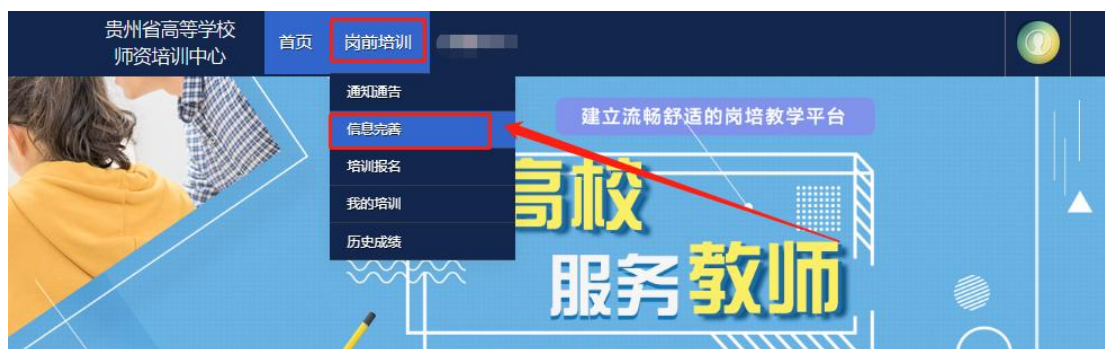 贵州省高等学校
师资培训中心
首页
岗前培训
通知通告
信息完善
培训报名
我的培训
历史成绩
建立流畅舒适的岗培教学平台
高校
服务教师